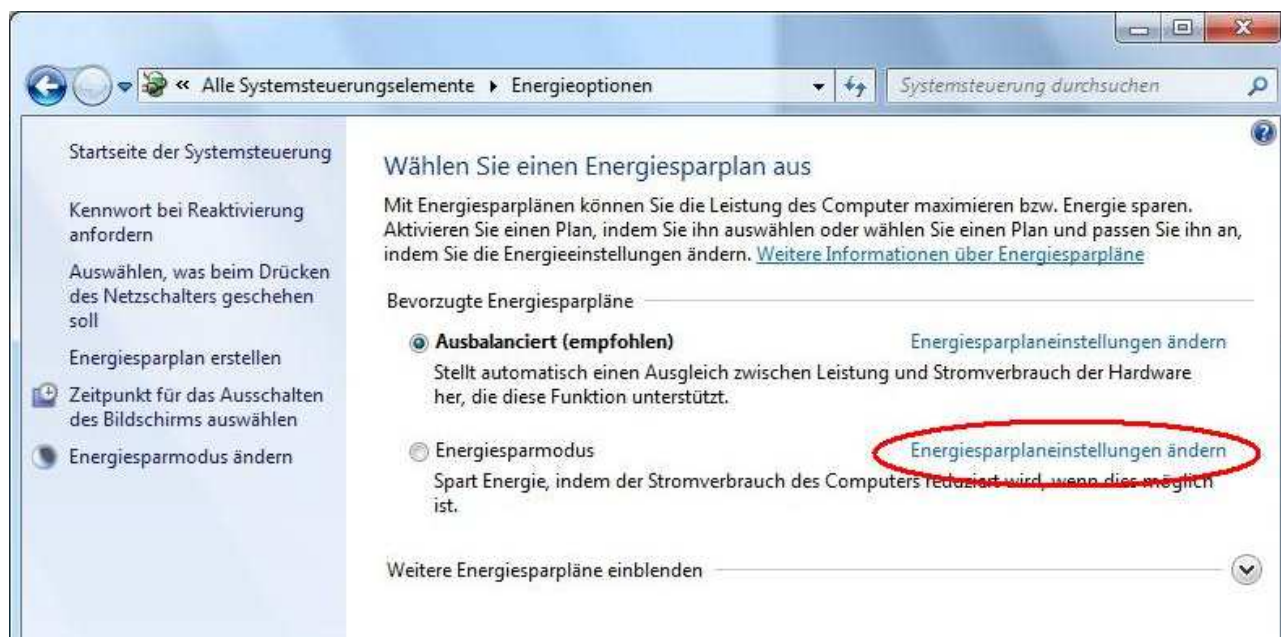 « Alle Systemsteuerungselemente ▸ Energieoptionen
Systemsteuerung durchsuchen
Startseite der Systemsteuerung
Kennwort bei Reaktivierung
anfordern
Auswählen, was beim Drücken
des Netzschalters geschehen
soll
Energiesparplan erstellen
Zeitpunkt für das Ausschalten
des Bildschirms auswählen
Energiesparmodus ändern
Wählen Sie einen Energiesparplan aus
Mit Energiesparplänen können Sie die Leistung des Computer maximieren bzw. Energie sparen.
Aktivieren Sie einen Plan, indem Sie ihn auswählen oder wählen Sie einen Plan und passen Sie ihn an,
indem Sie die Energieeinstellungen ändern. Weitere Informationen über Energiesparpläne
Bevorzugte Energiesparpläne
Ausbalanciert (empfohlen) Energiesparplaneinstellungen ändern
Stellt automatisch einen Ausgleich zwischen Leistung und Stromverbrauch der Hardware
her, die diese Funktion unterstützt.
Energiesparmodus Energiesparplaneinstellungen ändern
Spart Energie, indem der Stromverbrauch des Computers reduziert wird, wenn dies möglich
ist.
Weitere Energiesparpläne einblenden